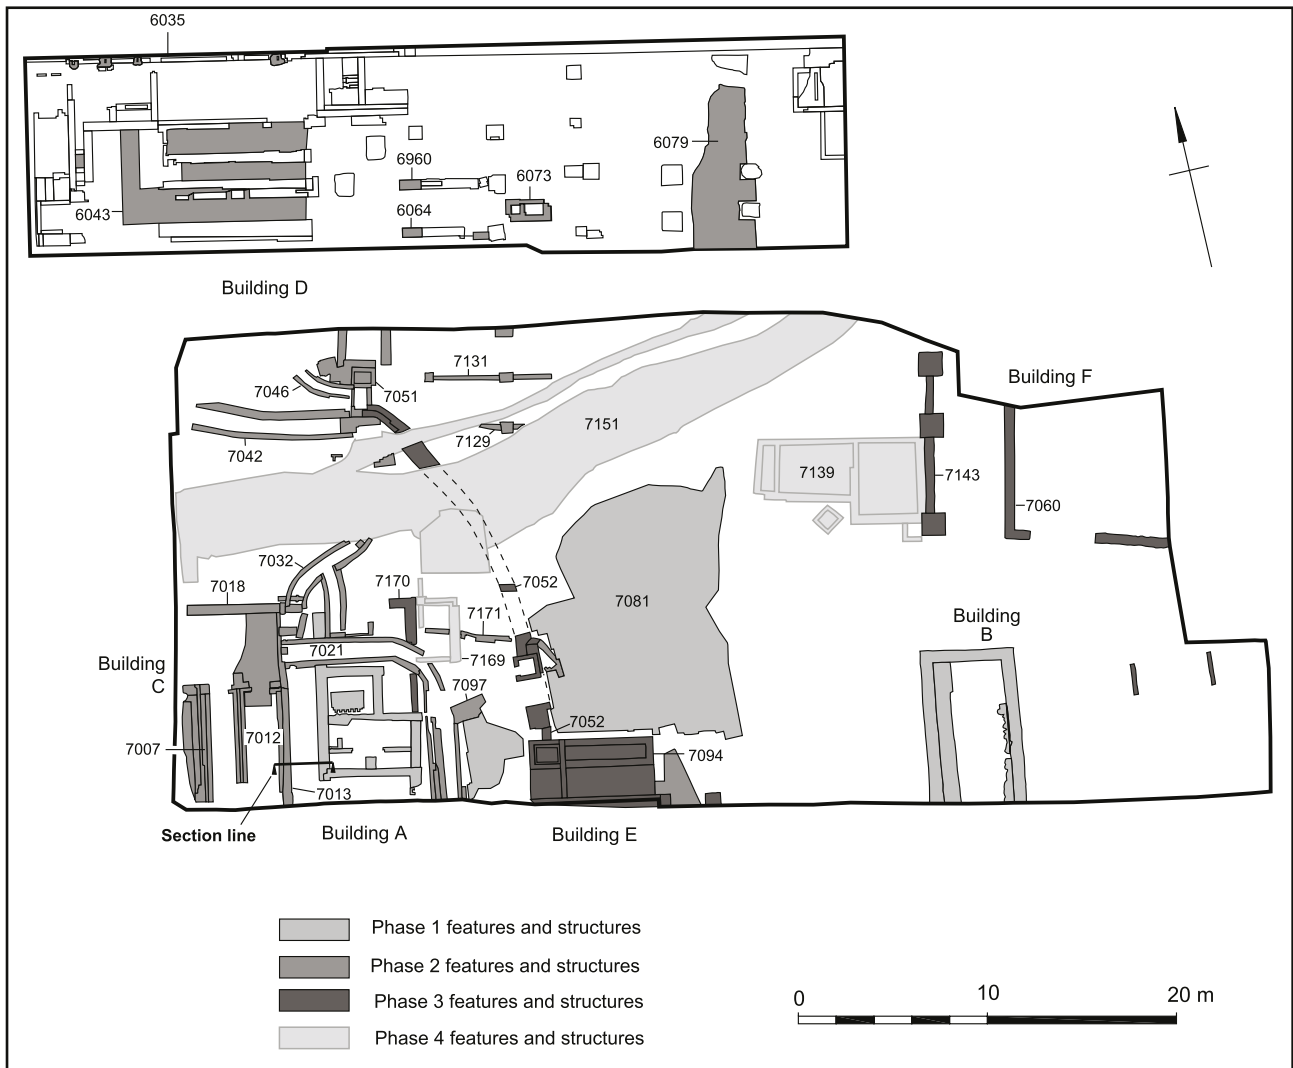 6035
6079
6960
6073
6043
6064
Building D
7131
7046
7051
Building F
7151
7129
7042
7139
7143
7060
7032
7170
7052
7018
7171
7081
Building
B
7021
7169
Building
C
7097
7052
7012
7007
7094
7013
Section line
Building A
Building E
Phase 1 features and structures
Phase 2 features and structures
Phase 3 features and structures
Phase 4 features and structures
0 10 20 m